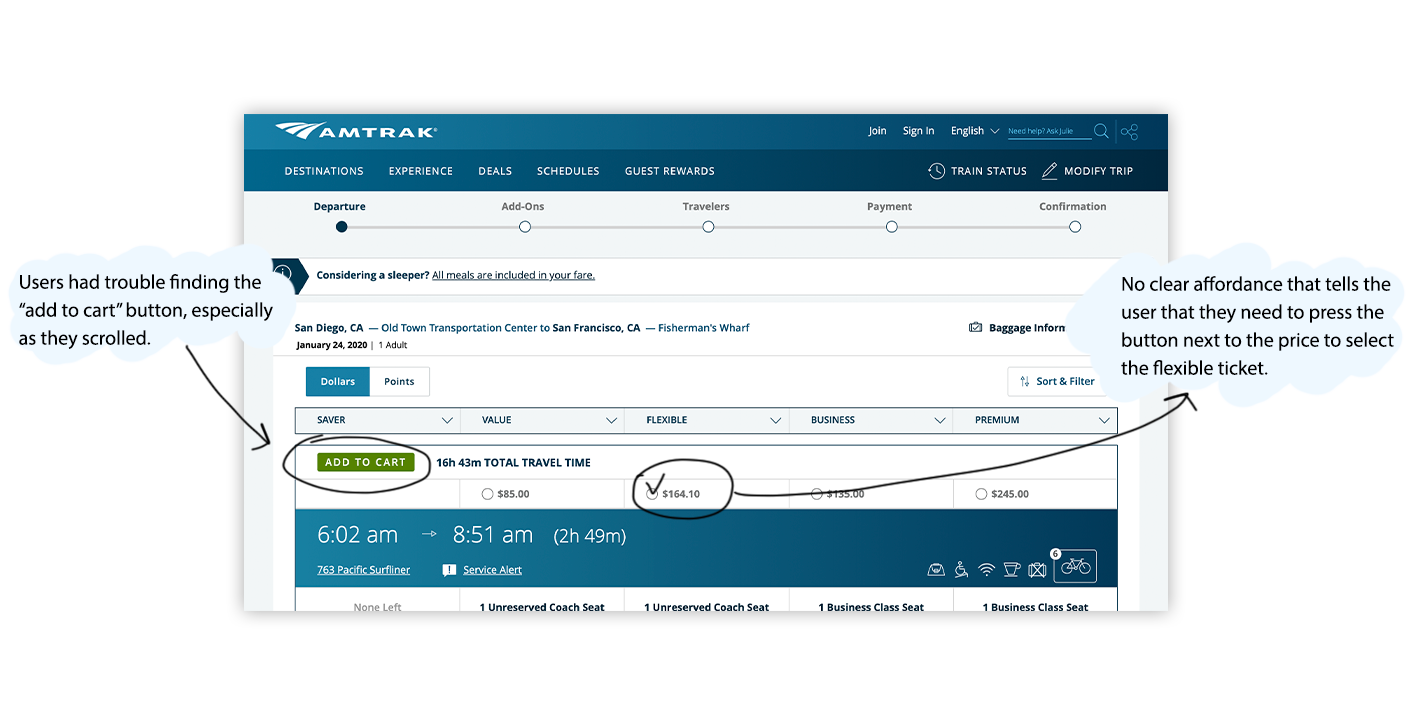 AMTRAK®
Join Sign In English Need help? Ask Julie
DESTINATIONS EXPERIENCE DEALS SCHEDULES GUEST REWARDS TRAIN STATUS MODIFY TRIP
Departure Add-Ons Travelers Payment Confirmation
Considering a sleeper? All meals are included in your fare.
Users had trouble finding the
“add to cart” button, especially
as they scrolled.
No clear affordance that tells the
user that they need to press the
button next to the price to select
the flexible ticket.
San Diego, CA — Old Town Transportation Center to San Francisco, CA — Fisherman's Wharf
Baggage Inform
January 24, 2020 | 1 Adult
Dollars Points Sort & Filter
SAVER VALUE FLEXIBLE BUSINESS PREMIUM
ADD TO CART 16h 43m TOTAL TRAVEL TIME
$85.00 $164.10 $135.00 $245.00
6:02 am 8:51 am (2h 49m)
763 Pacific Surfliner Service Alert 6
None Left 1 Unreserved Coach Seat 1 Unreserved Coach Seat 1 Business Class Seat 1 Business Class Seat